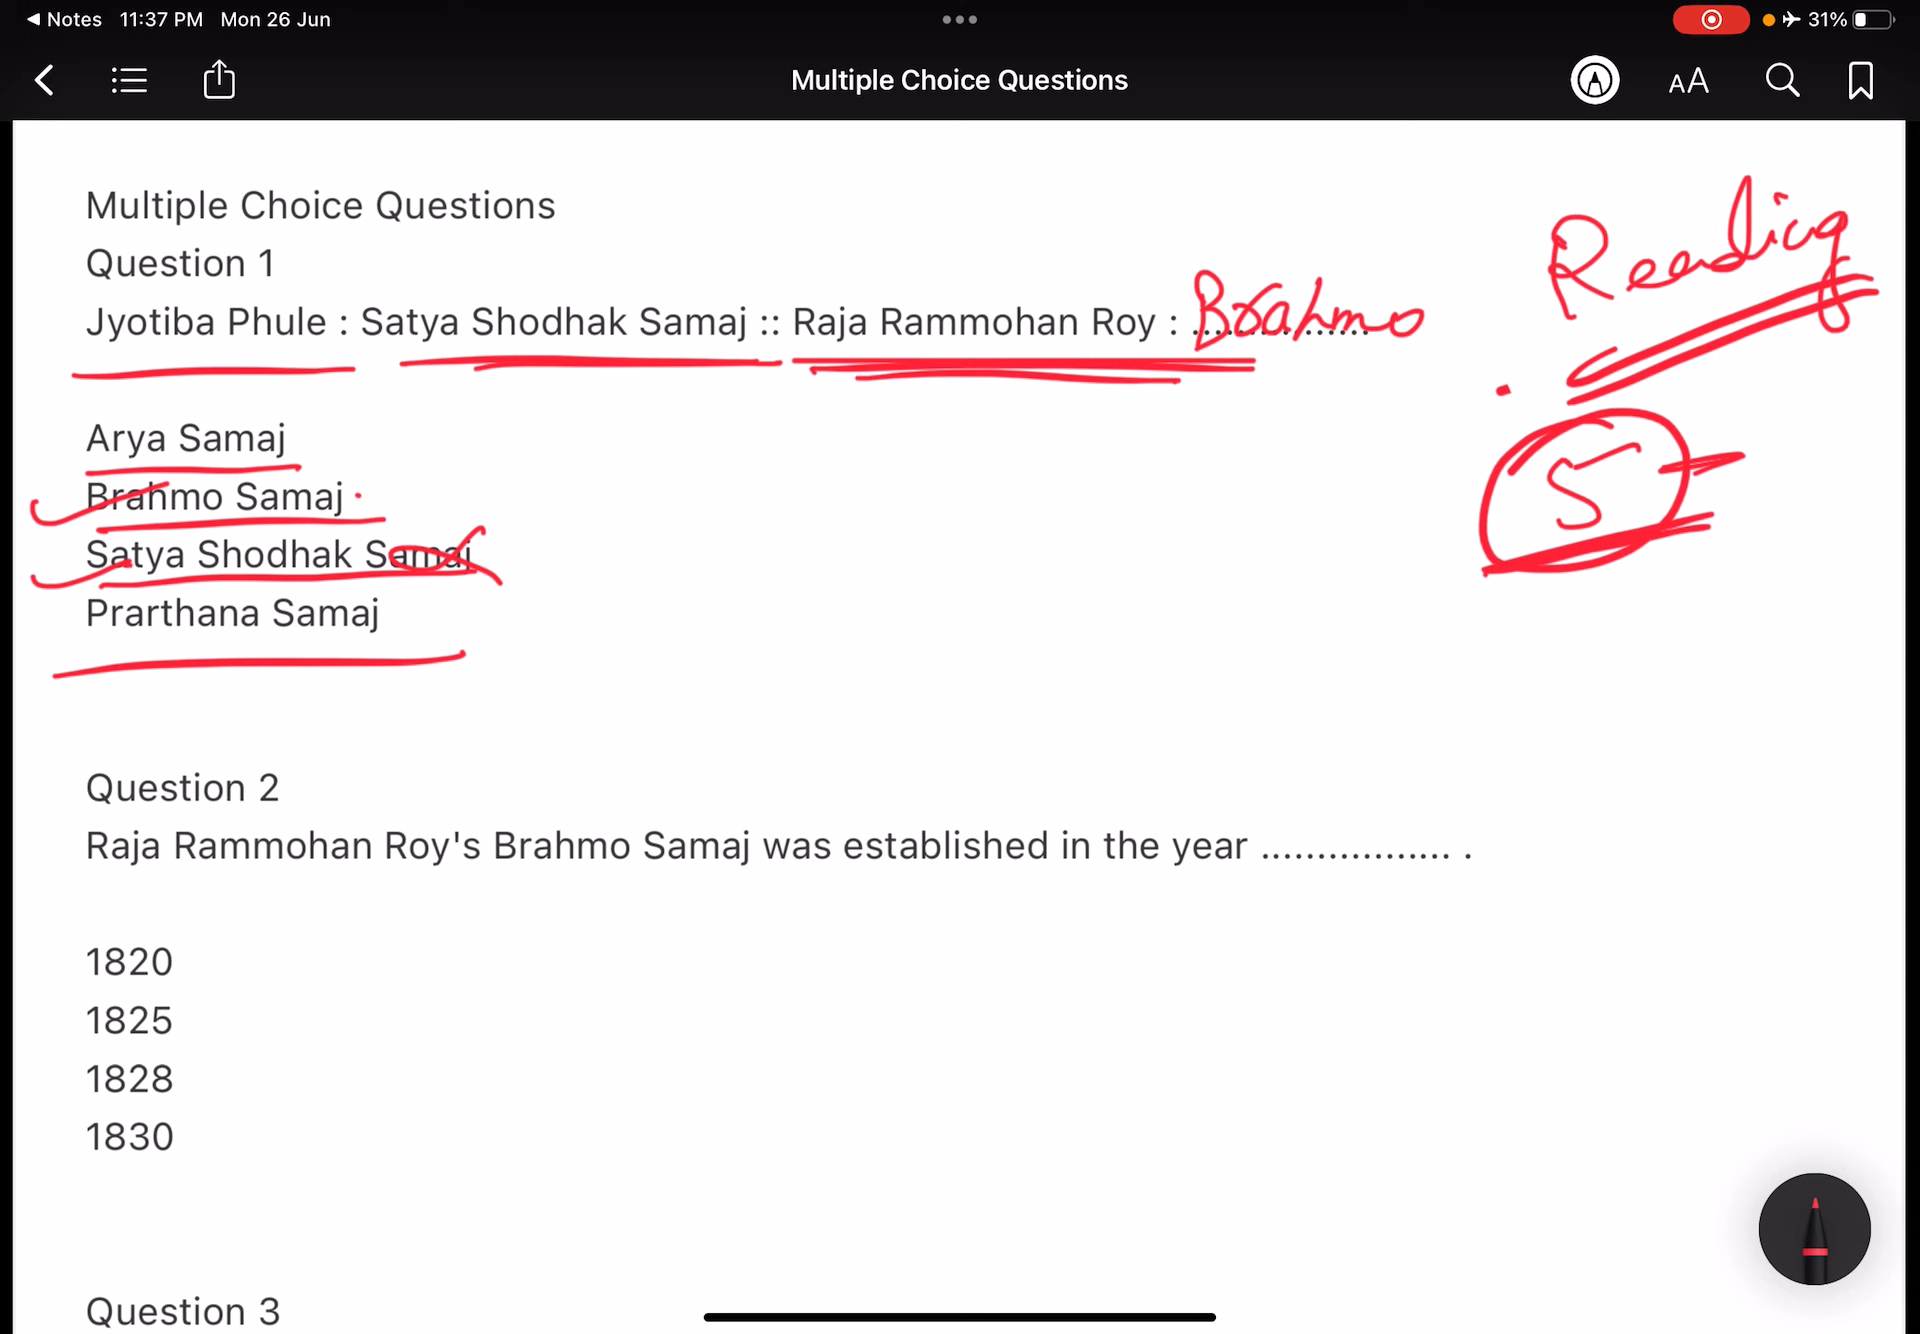 Notes 11:37 PM Mon 26 Jun 31%
Multiple Choice Questions AA
Multiple Choice Questions
Question 1
Jyotiba Phule : Satya Shodhak Samaj :: Raja Rammohan Roy : ................ Brahmo
Reading
Arya Samaj
Brahmo Samaj
5
Satya Shodhak Samaj
Prarthana Samaj
Question 2
Raja Rammohan Roy's Brahmo Samaj was established in the year ................. .
1820
1825
1828
1830
Question 3